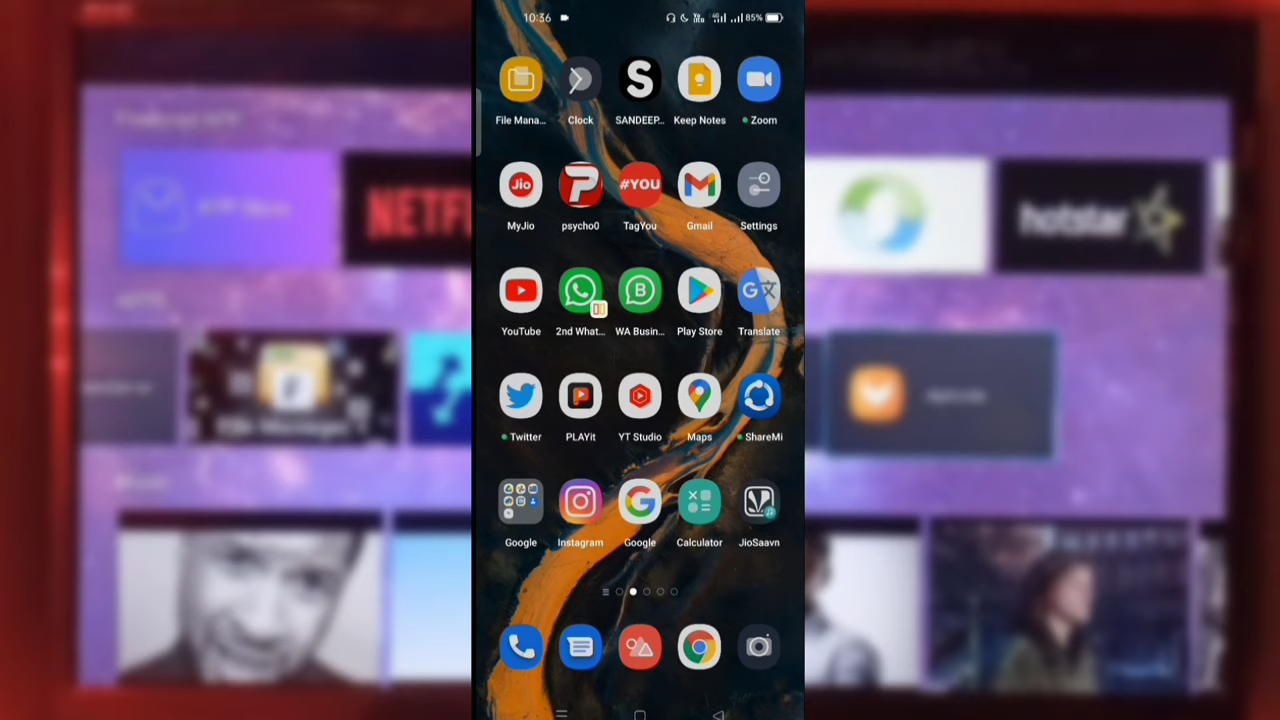 10:36
85%
File Mana...
Clock
S
SANDEEP...
Keep Notes
Zoom
Jio
#YOU
MyJio
psycho0
TagYou
Gmail
Settings
YouTube
2nd What...
WA Busin...
Play Store
Translate
Twitter
PLAYit
YT Studio
Maps
ShareMi
Google
Instagram
Google
Calculator
JioSaavn
NETF
hotstar